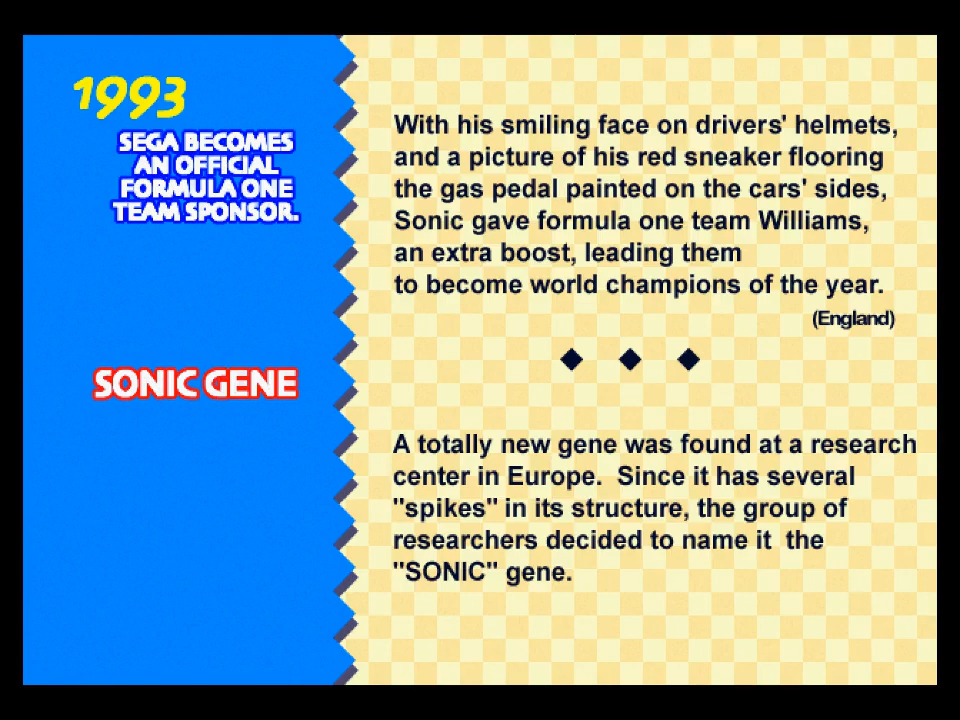 1993
SEGA BECOMES
AN OFFICIAL
FORMULA ONE
TEAM SPONSOR.
With his smiling face on drivers' helmets,
and a picture of his red sneaker flooring
the gas pedal painted on the cars' sides,
Sonic gave formula one team Williams,
an extra boost, leading them
to become world champions of the year.
(England)
◆ ◆ ◆
SONIC GENE
A totally new gene was found at a research
center in Europe.  Since it has several
"spikes" in its structure, the group of
researchers decided to name it  the
"SONIC" gene.